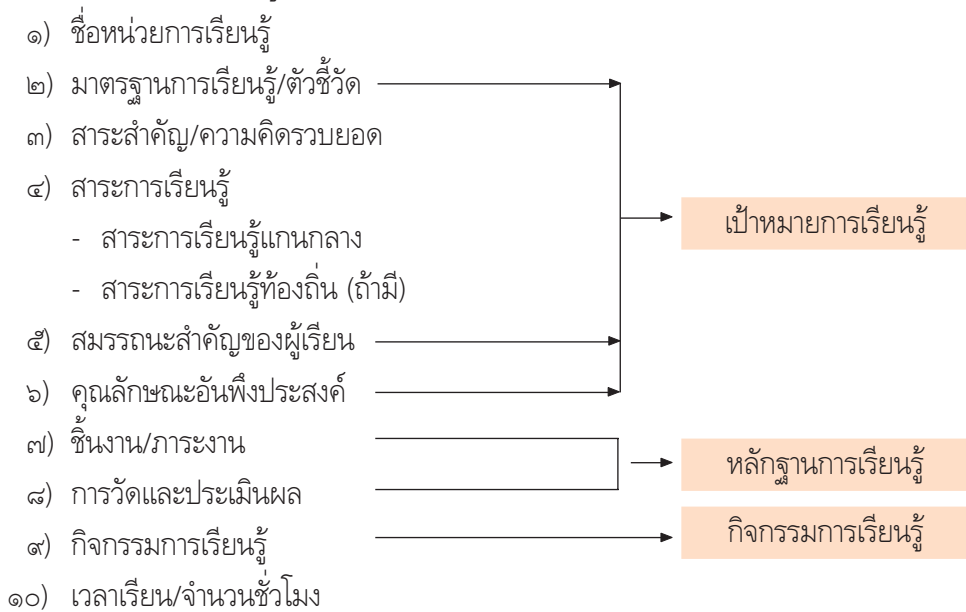 ๑) ชื่อหน่วยการเรียนรู้
๒) มาตรฐานการเรียนรู้/ตัวชี้วัด
๓) สาระสำคัญ/ความคิดรวบยอด
๔) สาระการเรียนรู้
- สาระการเรียนรู้แกนกลาง
- สาระการเรียนรู้ท้องถิ่น (ถ้ามี)
๕) สมรรถนะสำคัญของผู้เรียน
๖) คุณลักษณะอันพึงประสงค์
เป้าหมายการเรียนรู้
๗) ชิ้นงาน/ภาระงาน
๘) การวัดและประเมินผล
หลักฐานการเรียนรู้
๙) กิจกรรมการเรียนรู้
กิจกรรมการเรียนรู้
๑๐) เวลาเรียน/จำนวนชั่วโมง